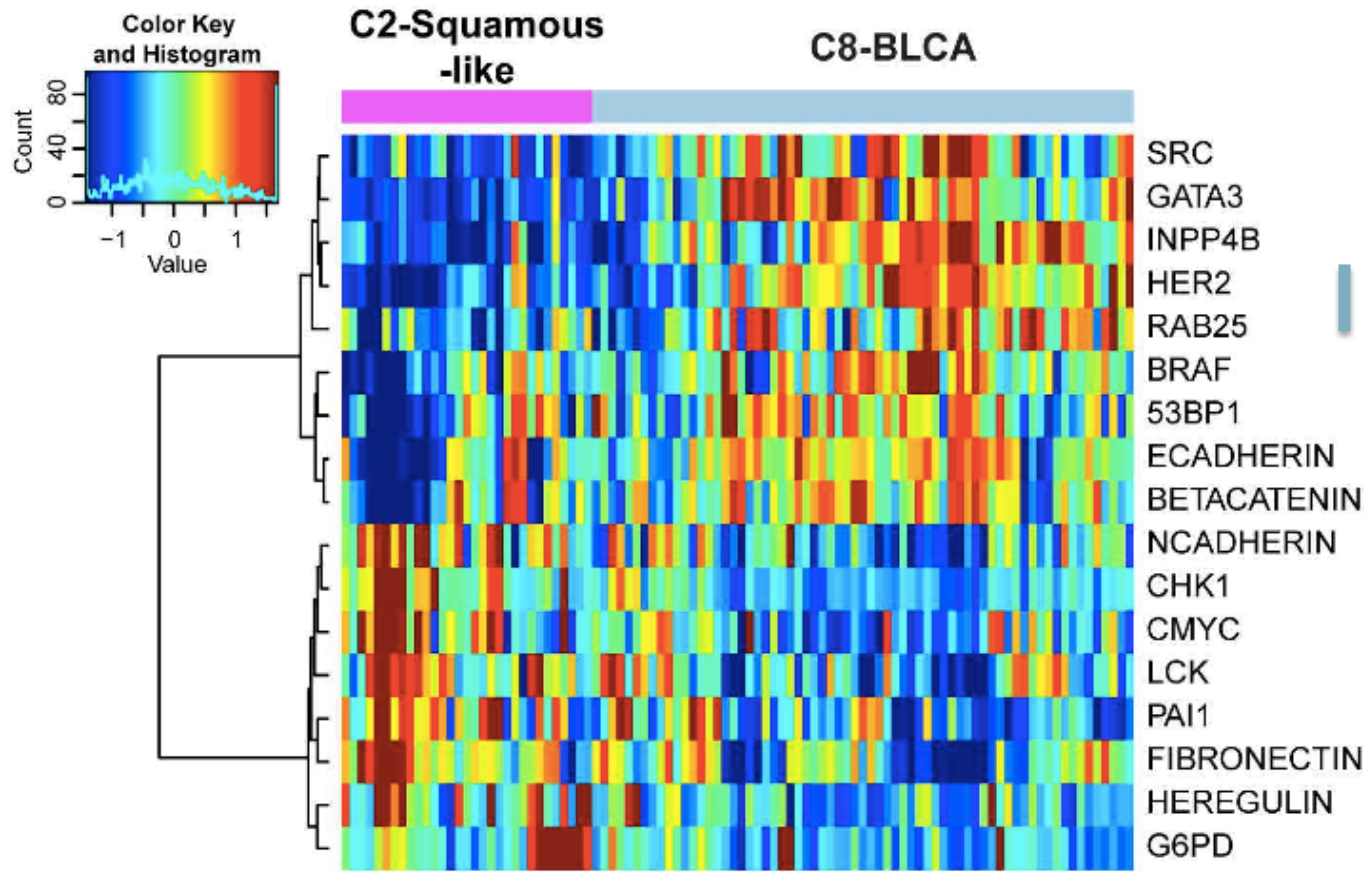 Color Key
and Histogram
Count
0
40
80
−1
0
1
Value
C2-Squamous
-like
C8-BLCA
SRC
GATA3
INPP4B
HER2
RAB25
BRAF
53BP1
ECADHERIN
BETACATENIN
NCADHERIN
CHK1
CMYC
LCK
PAI1
FIBRONECTIN
HEREGULIN
G6PD